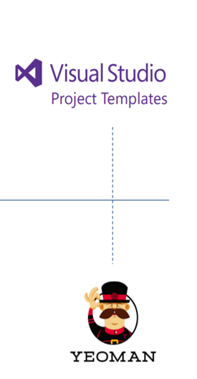 Visual Studio
Project Templates
YEOMAN